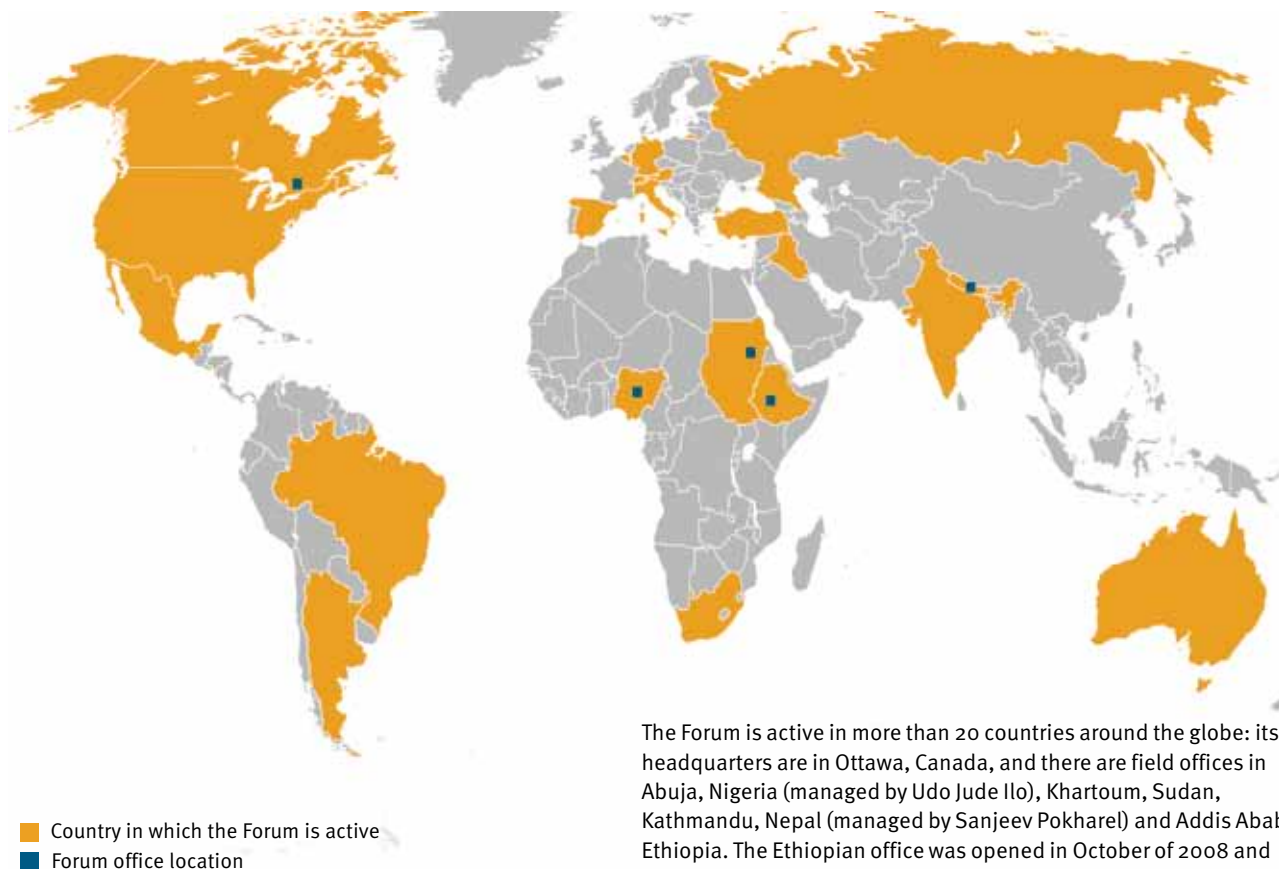 The Forum is active in more than 20 countries around the globe: its
headquarters are in Ottawa, Canada, and there are field offices in
Abuja, Nigeria (managed by Udo Jude Ilo), Khartoum, Sudan,
Kathmandu, Nepal (managed by Sanjeev Pokharel) and Addis Abab
Ethiopia. The Ethiopian office was opened in October of 2008 and
Country in which the Forum is active
Forum office location